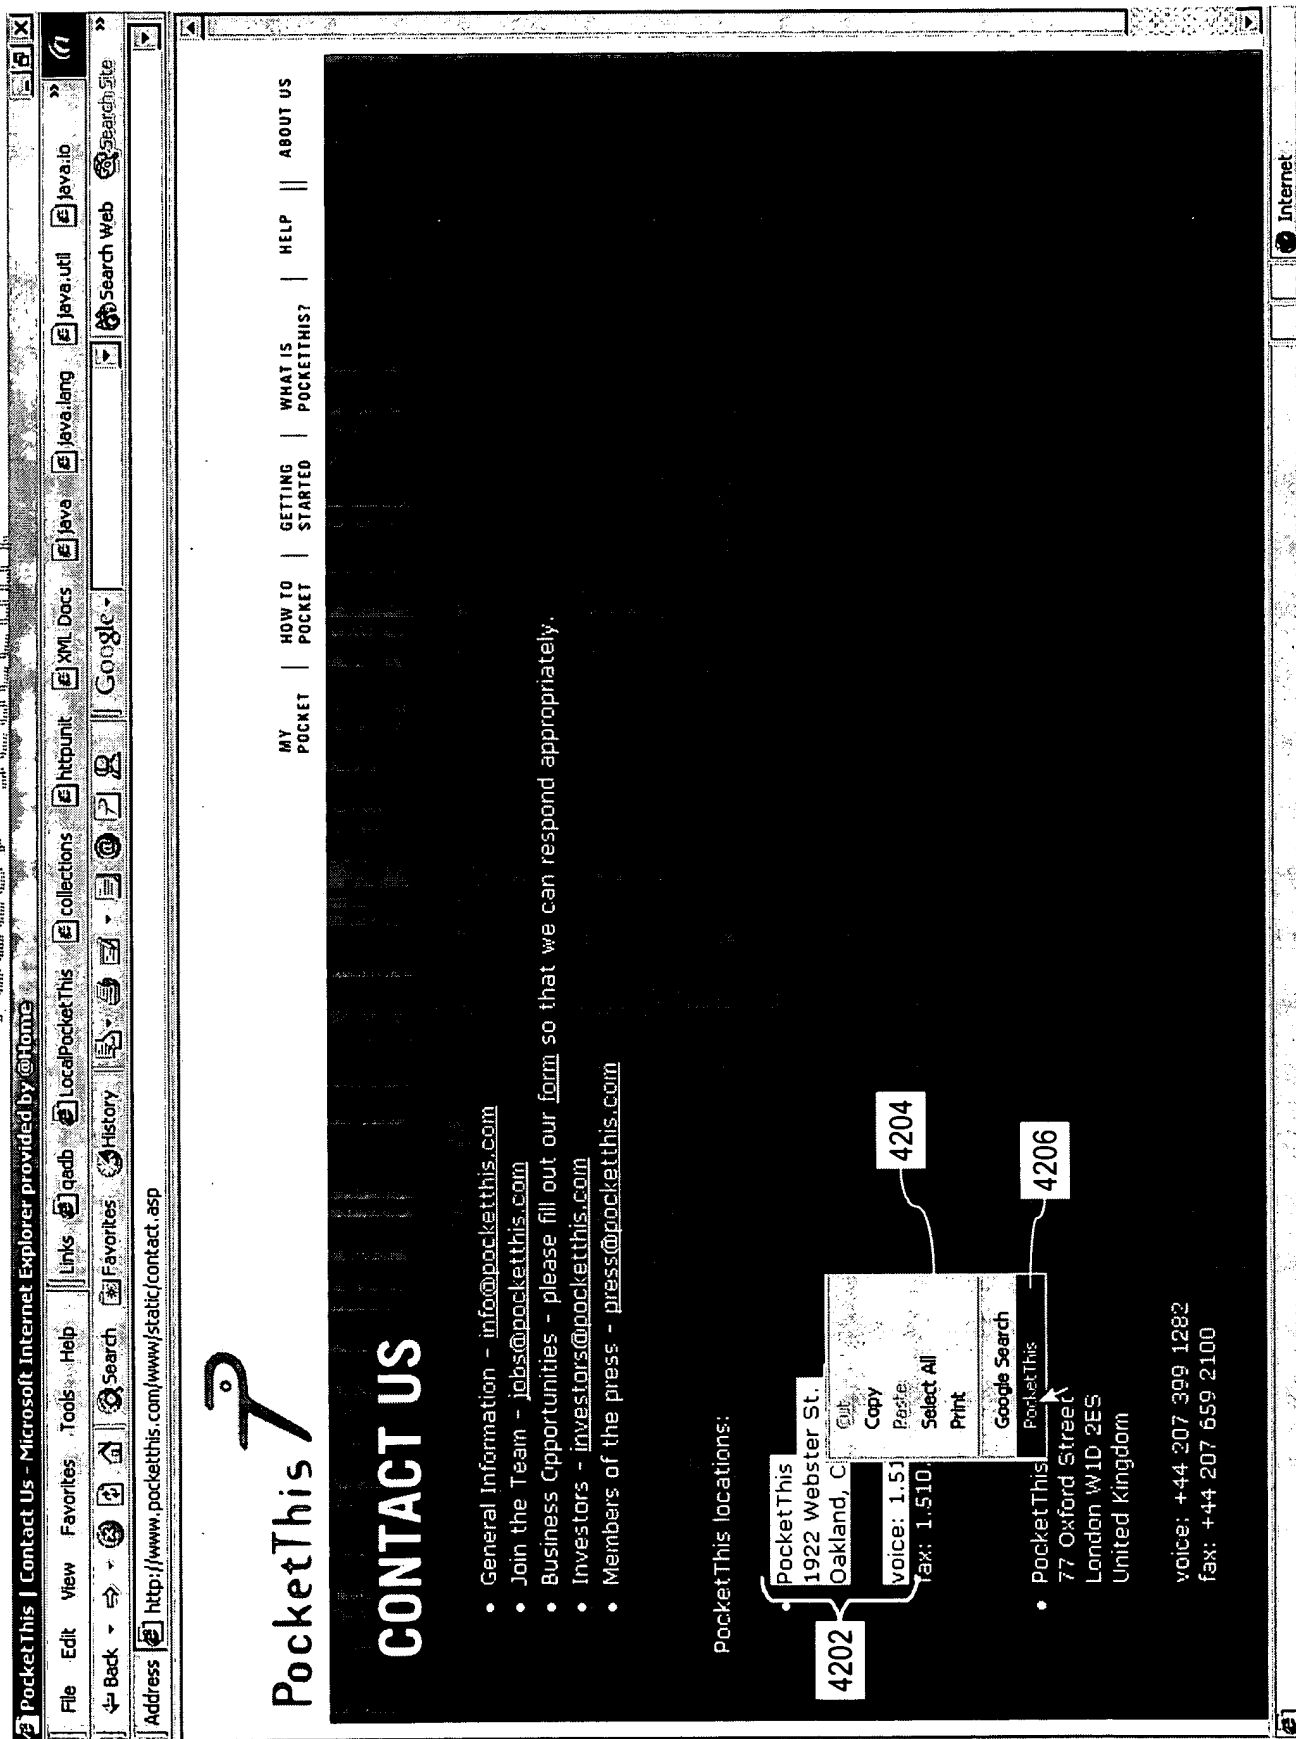 PocketThis | Contact Us - Microsoft Internet Explorer provided by @Home
File Edit View Favorites Tools Help Links qadb LocalPocketThis collections httpunit XML Docs java java.lang java.util java.io »
Back Search Favorites History Google Search Web Search Site »
Address http://www.pocketthis.com/www/static/contact.asp
PocketThis
MY POCKET | HOW TO POCKET | GETTING STARTED | WHAT IS POCKETTHIS? | HELP || ABOUT US
CONTACT US
• General Information - info@pocketthis.com
• Join the Team - jobs@pocketthis.com
• Business Opportunities - please fill out our form so that we can respond appropriately.
• Investors - investors@pocketthis.com
• Members of the press - press@pocketthis.com
PocketThis locations:
• PocketThis
1922 Webster St.
Oakland, C
voice: 1.51
fax: 1.510.
4202
Cut
Copy
Paste
Select All
Print
Google Search
PocketThis
4204
4206
• PocketThis
77 Oxford Street
London W1D 2ES
United Kingdom
voice: +44 207 399 1282
fax: +44 207 659 2100
Internet